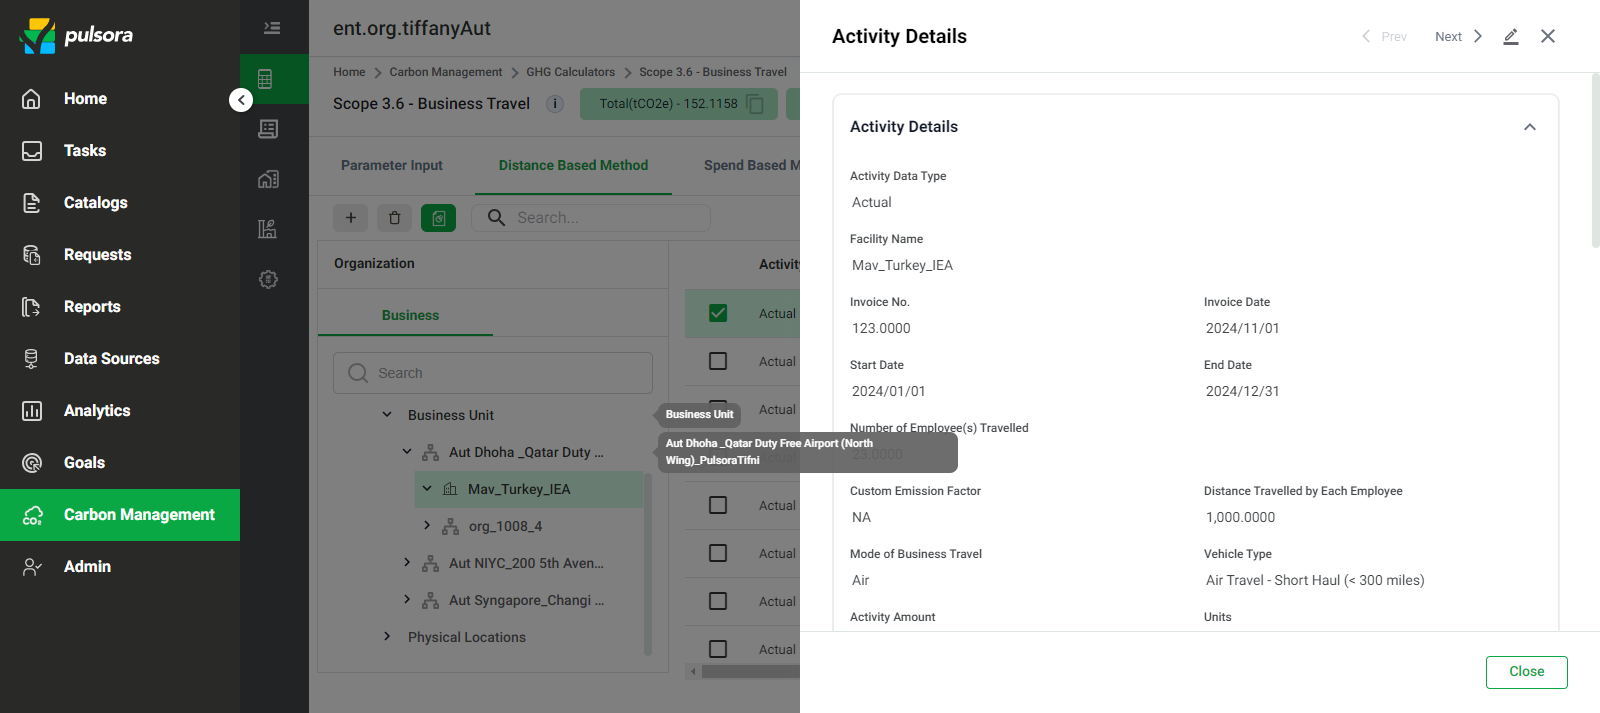 pulsora
Home
Tasks
Catalogs
Requests
Reports
Data Sources
Analytics
Goals
CO2
Carbon Management
Admin
ent.org.tiffanyAut
Home > Carbon Management > GHG Calculators > Scope 3.6 - Business Travel
Scope 3.6 - Business Travel
i
Total(tCO2e) - 152.1158
Parameter Input
Distance Based Method
Spend Based M
Search...
Organization
Business
Search
Business Unit
Aut Dhoha _Qatar Duty ...
Mav_Turkey_IEA
org_1008_4
Aut NIYC_200 5th Aven...
Aut Syngapore_Changi ...
Physical Locations
Activity
Actual
Actual
Actual
Actual
Actual
Actual
Actual
Business Unit
Aut Dhoha _Qatar Duty Free Airport (North
Wing)_PulsoraTifni
Activity Details
Prev
Next
Activity Details
Activity Data Type
Actual
Facility Name
Mav_Turkey_IEA
Invoice No.
Invoice Date
123.0000
2024/11/01
Start Date
End Date
2024/01/01
2024/12/31
Number of Employee(s) Travelled
23.0000
Custom Emission Factor
Distance Travelled by Each Employee
NA
1,000.0000
Mode of Business Travel
Vehicle Type
Air
Air Travel - Short Haul (< 300 miles)
Activity Amount
Units
Close